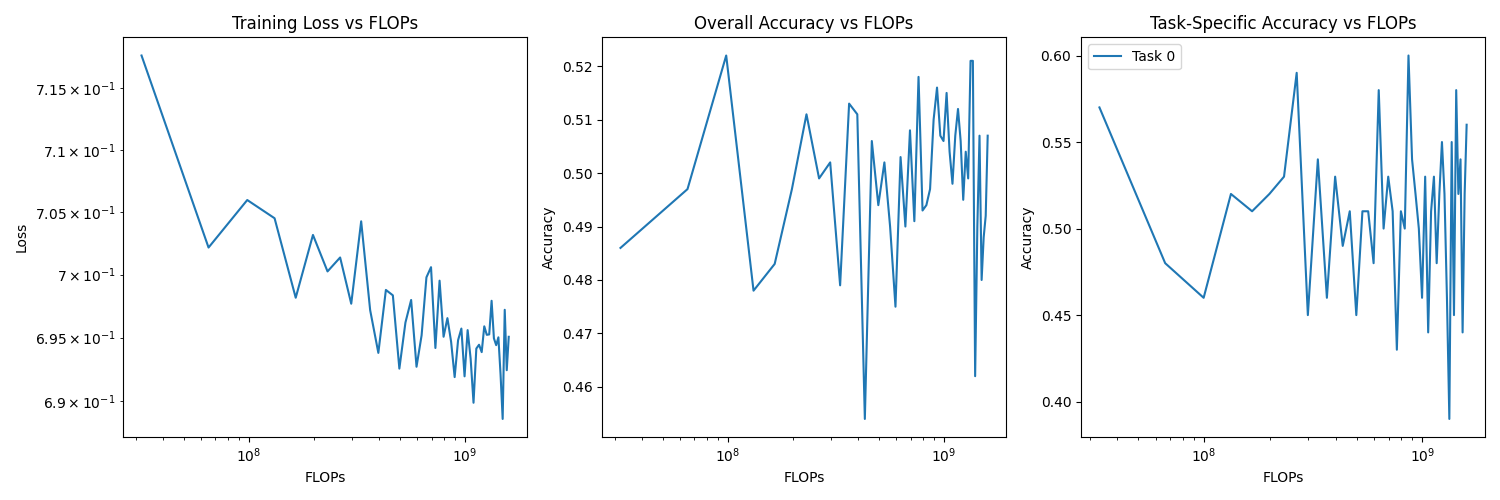 Training Loss vs FLOPs
7.15 × 10⁻¹
7.1 × 10⁻¹
7.05 × 10⁻¹
7 × 10⁻¹
6.95 × 10⁻¹
6.9 × 10⁻¹
Loss
10⁸
10⁹
FLOPs
Overall Accuracy vs FLOPs
0.52
0.51
0.50
0.49
0.48
0.47
0.46
Accuracy
10⁸
10⁹
FLOPs
Task-Specific Accuracy vs FLOPs
Task 0
0.60
0.55
0.50
0.45
0.40
Accuracy
10⁸
10⁹
FLOPs